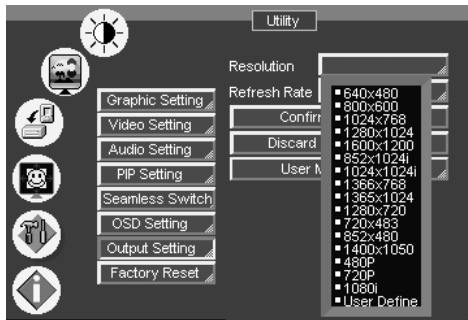 Utility
Resolution
Refresh Rate
Confirm
Discard
User M
Graphic Setting
Video Setting
Audio Setting
PIP Setting
Seamless Switch
OSD Setting
Output Setting
Factory Reset
640x480
800x600
1024x768
1280x1024
1600x1200
852x1024i
1024x1024i
1366x768
1365x1024
1280x720
720x483
852x480
1400x1050
480P
720P
1080i
User Define